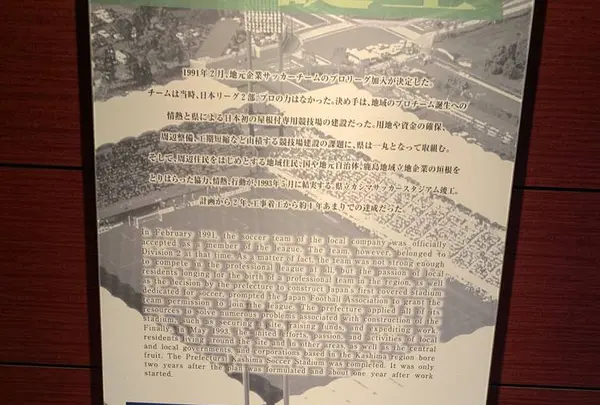 1991年2月、地元企業サッカーチームのプロリーグ加入が決定した。
チームは当時、日本リーグ2部。プロの力はなかった。決め手は、地域のプロチーム誕生への
情熱と県による日本初の屋根付専用競技場の建設だった。用地や資金の確保、
周辺整備、工期短縮など山積する競技場建設の課題に、県は一丸となって取組む。
そして、周辺住民をはじめとする地域住民、国や地元自治体、鹿島地域立地企業の垣根を
とりはらった協力、情熱、行動が、1993年5月に結実する。県立カシマサッカースタジアム竣工。
計画から2年、工事着工から約1年あまりでの達成だった。
In February 1991, the soccer team of the local company was officially
accepted as a member of the league. The team, however, belonged to
Division 2 at that time. As a matter of fact, the team was not strong enough
to compete in the professional league at all, but the passion of local
residents longing for the birth of a professional team in the region, as well
as the decision by the prefecture to construct Japan's first covered stadium
dedicated for soccer, prompted the Japan Football Association to grant the
team permission to join the league. The prefecture applied all of its
resources to solve numerous problems associated with construction of the
stadium, such as securing a site, raising funds, and expediting work.
Finally, in May 1993, the united efforts, passion, and activities of local
residents living around the site and in other areas, as well as the central
and local governments, and corporations based in the Kashima region bore
fruit. The Prefectural Kashima Soccer Stadium was completed. It was only
two years after the plan was formulated and about one year after work
started.